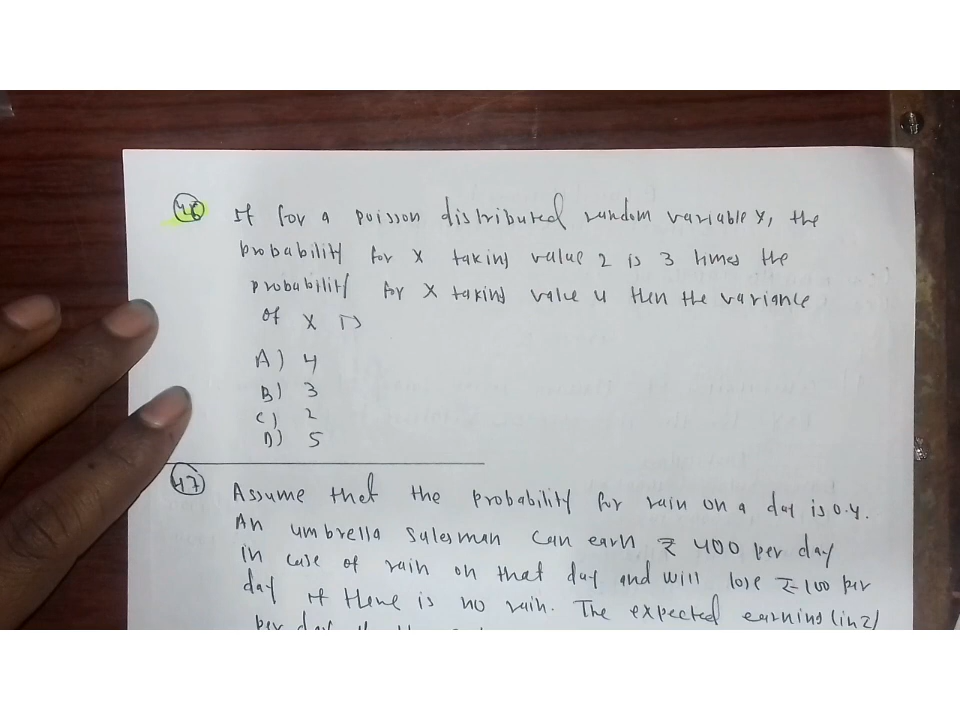 46 If for a poisson distributed random variable X, the
probability for X taking value 2 is 3 times the
probability for X taking value 4 then the variance
of X is
A) 4
B) 3
C) 2
D) 5
47 Assume that the probability for rain on a day is 0.4.
An umbrella salesman can earn ₹ 400 per day
in case of rain on that day and will lose ₹ 100 per
day if there is no rain. The expected earning (in ₹)
per day